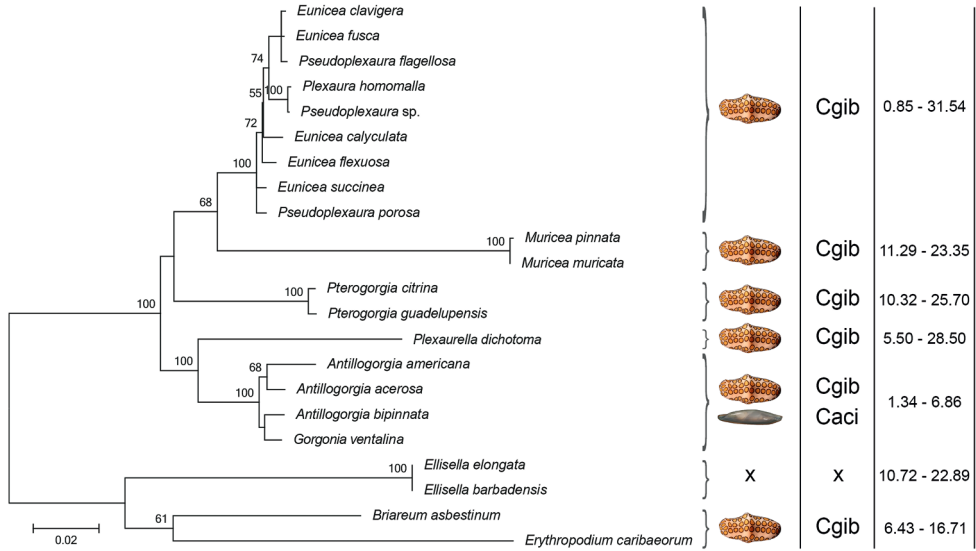 Eunicea clavigera
Eunicea fusca
74
Pseudoplexaura flagellosa
Plexaura homomalla
55
100
Cgib
0.85 - 31.54
Pseudoplexaura sp.
72
Eunicea calyculata
100
Eunicea flexuosa
Eunicea succinea
68
Pseudoplexaura porosa
100
Muricea pinnata
Cgib
11.29 - 23.35
Muricea muricata
100
Pterogorgia citrina
Cgib
10.32 - 25.70
100
Pterogorgia guadelupensis
Plexaurella dichotoma
Cgib
5.50 - 28.50
100
68
Antillogorgia americana
Antillogorgia acerosa
Cgib
100
1.34 - 6.86
Antillogorgia bipinnata
Caci
Gorgonia ventalina
100
Ellisella elongata
x
x
10.72 - 22.89
Ellisella barbadensis
61
Briareum asbestinum
Cgib
6.43 - 16.71
0.02
Erythropodium caribaeorum